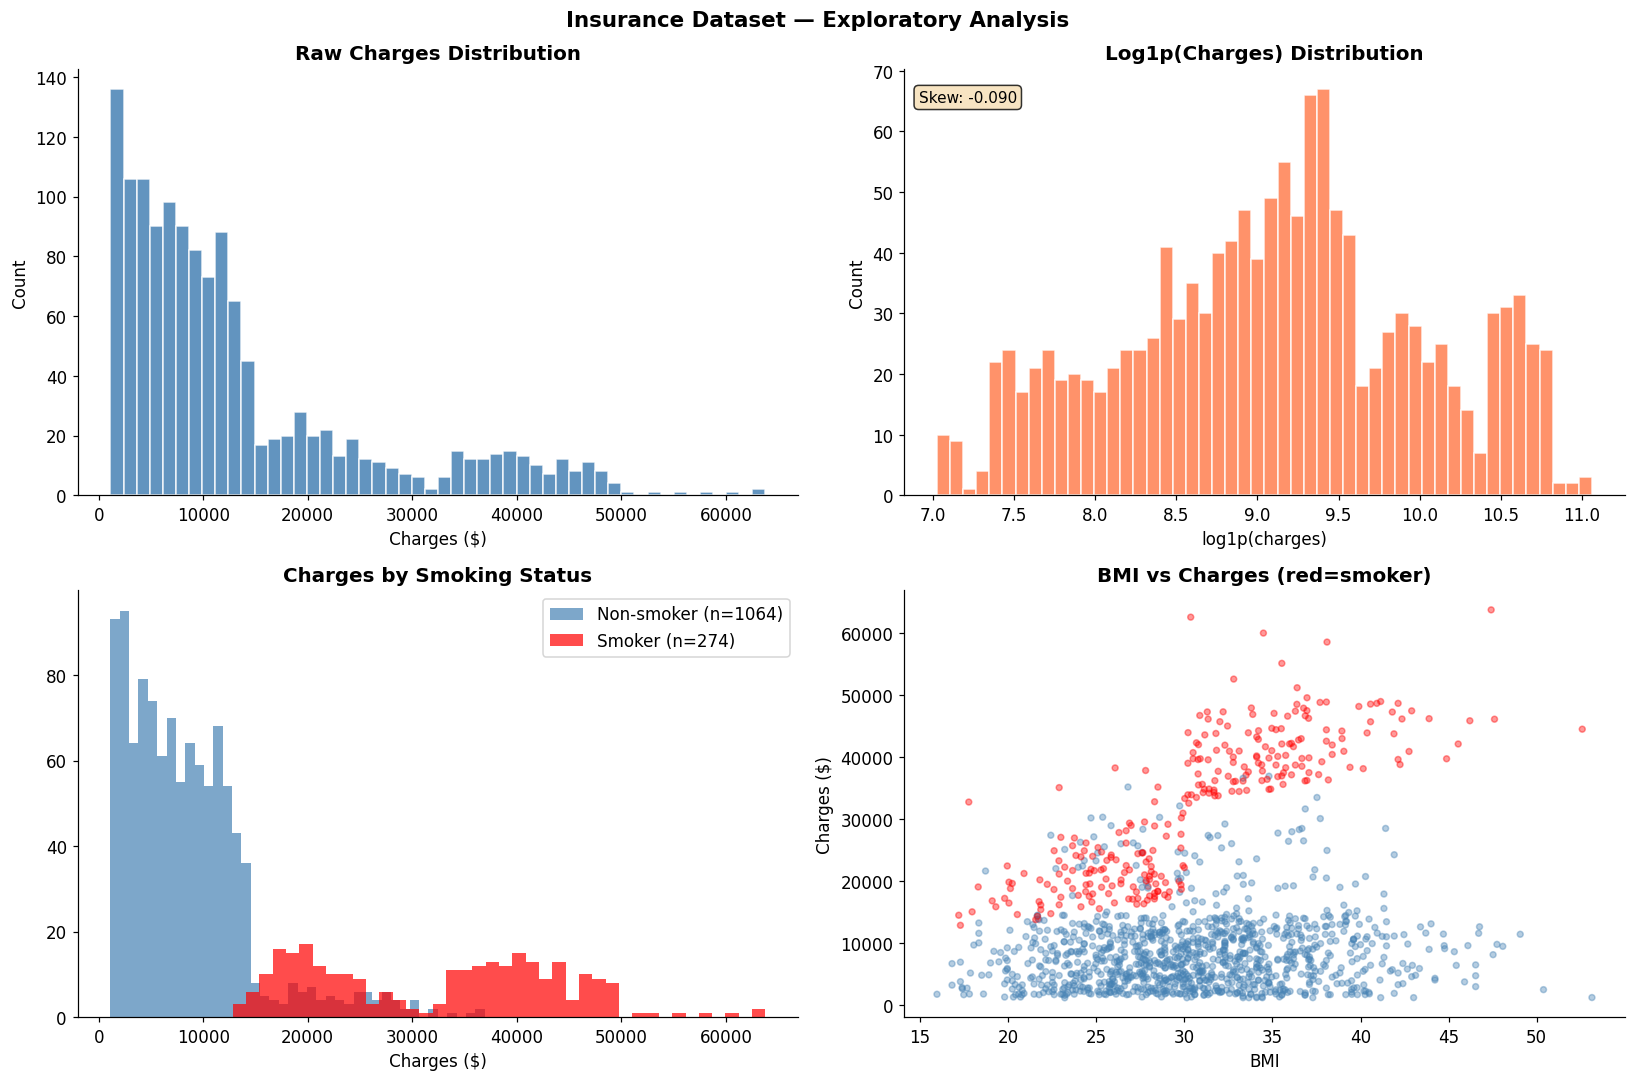 Insurance Dataset — Exploratory Analysis
Raw Charges Distribution
140
120
100
80
60
40
20
0
Count
0 10000 20000 30000 40000 50000 60000
Charges ($)
Log1p(Charges) Distribution
Skew: -0.090
70
60
50
40
30
20
10
0
Count
7.0 7.5 8.0 8.5 9.0 9.5 10.0 10.5 11.0
log1p(charges)
Charges by Smoking Status
Non-smoker (n=1064)
Smoker (n=274)
80
60
40
20
0
0 10000 20000 30000 40000 50000 60000
Charges ($)
BMI vs Charges (red=smoker)
60000
50000
40000
30000
20000
10000
0
Charges ($)
15 20 25 30 35 40 45 50
BMI